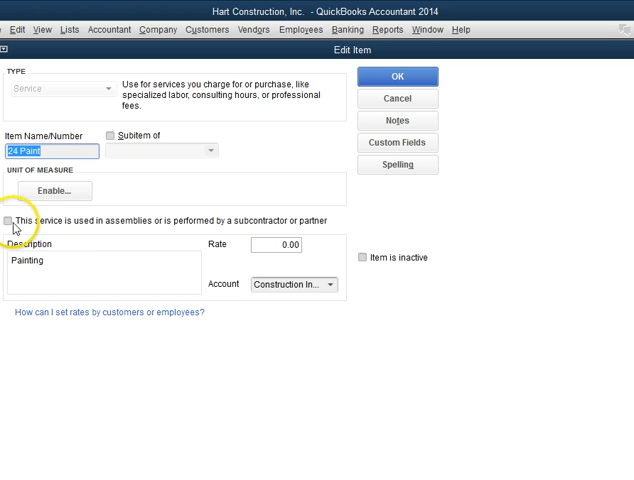 Hart Construction, Inc. - QuickBooks Accountant 2014
Edit View Lists Accountant Company Customers Vendors Employees Banking Reports Window Help
Edit Item
TYPE
Service
Use for services you charge for or purchase, like
specialized labor, consulting hours, or professional
fees.
OK
Cancel
Notes
Custom Fields
Spelling
Item Name/Number
Subitem of
24 Paint
UNIT OF MEASURE
Enable...
This service is used in assemblies or is performed by a subcontractor or partner
Description
Rate
0.00
Painting
Account
Construction In...
Item is inactive
How can I set rates by customers or employees?